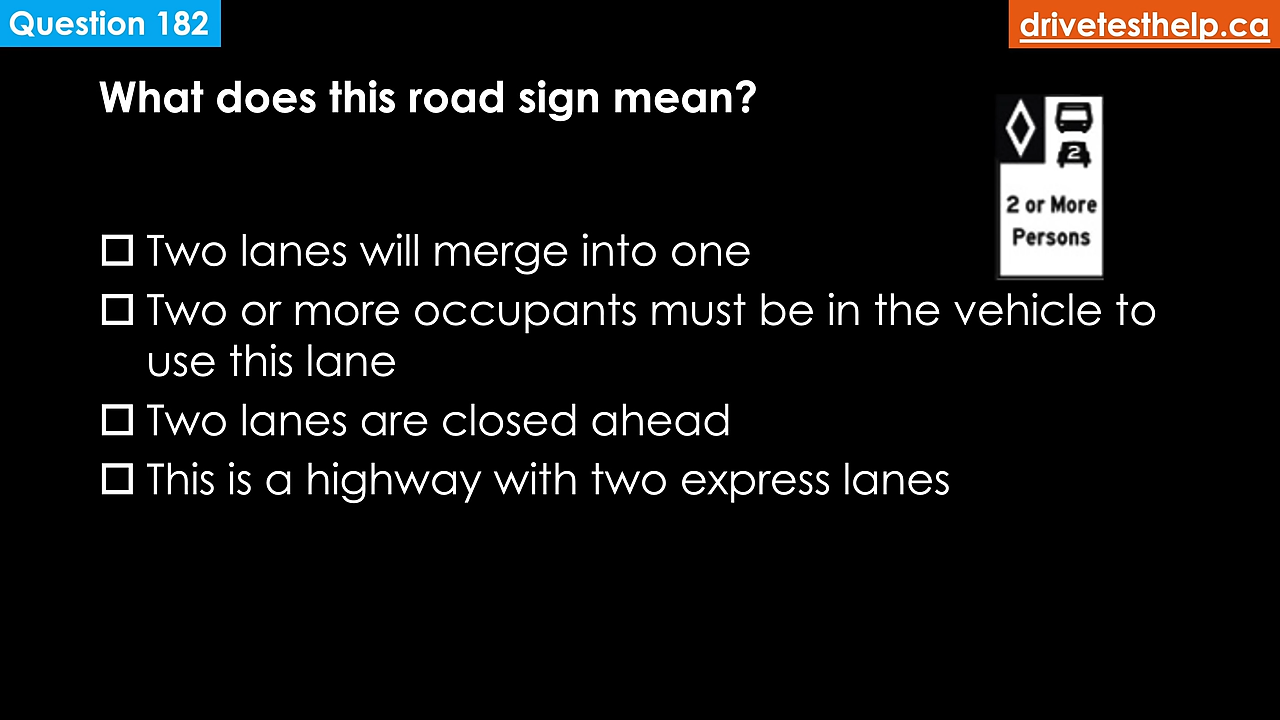 Question 182
drivetesthelp.ca
What does this road sign mean?
2
2 or More
Persons
Two lanes will merge into one
Two or more occupants must be in the vehicle to
use this lane
Two lanes are closed ahead
This is a highway with two express lanes